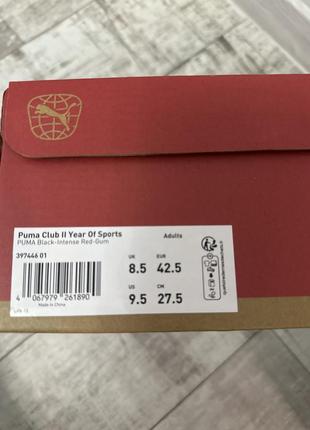 Puma Club II Year Of Sports
PUMA Black-Intense Red-Gum
Adults
397446 01
UK
8.5
EUR
42.5
US
9.5
CM
27.5
4 067979 261890
Made in China